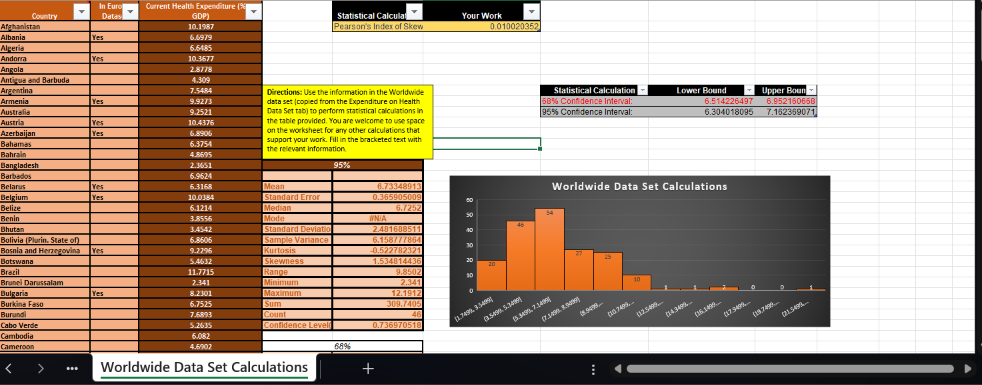 Country In Euro Datas Current Health Expenditure (% GDP)
Statistical Calculat Your Work
Pearson's Index of Skew 0.010020352
Afghanistan 10.1987
Albania Yes 6.6979
Algeria 6.6485
Andorra Yes 10.3677
Angola 2.8778
Antigua and Barbuda 4.309
Argentina 7.5484
Armenia Yes 9.9273
Australia 9.2521
Austria Yes 10.4376
Azerbaijan Yes 6.8906
Bahamas 6.3754
Bahrain 4.8695
Bangladesh 2.3651
Barbados 6.9624
Belarus Yes 6.3168
Belgium Yes 10.0384
Belize 6.1214
Benin 3.8556
Bhutan 3.4542
Bolivia (Plurin. State of) 6.8606
Bosnia and Herzegovina Yes 9.2296
Botswana 5.4632
Brazil 11.7715
Brunei Darussalam 2.341
Bulgaria Yes 8.2301
Burkina Faso 6.7525
Burundi 7.6893
Cabo Verde 5.2635
Cambodia 6.082
Cameroon 4.6902
Directions: Use the information in the Worldwide
data set (copied from the Expenditure on Health
Data Set tab) to perform statistical calculations in
the table provided. You are welcome to use space
on the worksheet for any other calculations that
support your work. Fill in the bracketed text with
the relevant information.
95%
Mean 6.73348913
Standard Error 0.365905009
Median 6.7252
Mode #N/A
Standard Deviatio 2.481688511
Sample Variance 6.158777864
Kurtosis -0.522782321
Skewness 1.534814436
Range 9.8502
Minimum 2.341
Maximum 12.1912
Sum 309.7405
Count 46
Confidence Level( 0.736970518
68%
Statistical Calculation Lower Boun Upper Boun
68% Confidence Interval: 6.514226497 6.952160668
95% Confidence Interval: 6.304018095 7.162369071
Worldwide Data Set Calculations
60
50
40
30
20
10
0
20 46 54 27 25 10 1 1 2 0 0 1
Worldwide Data Set Calculations